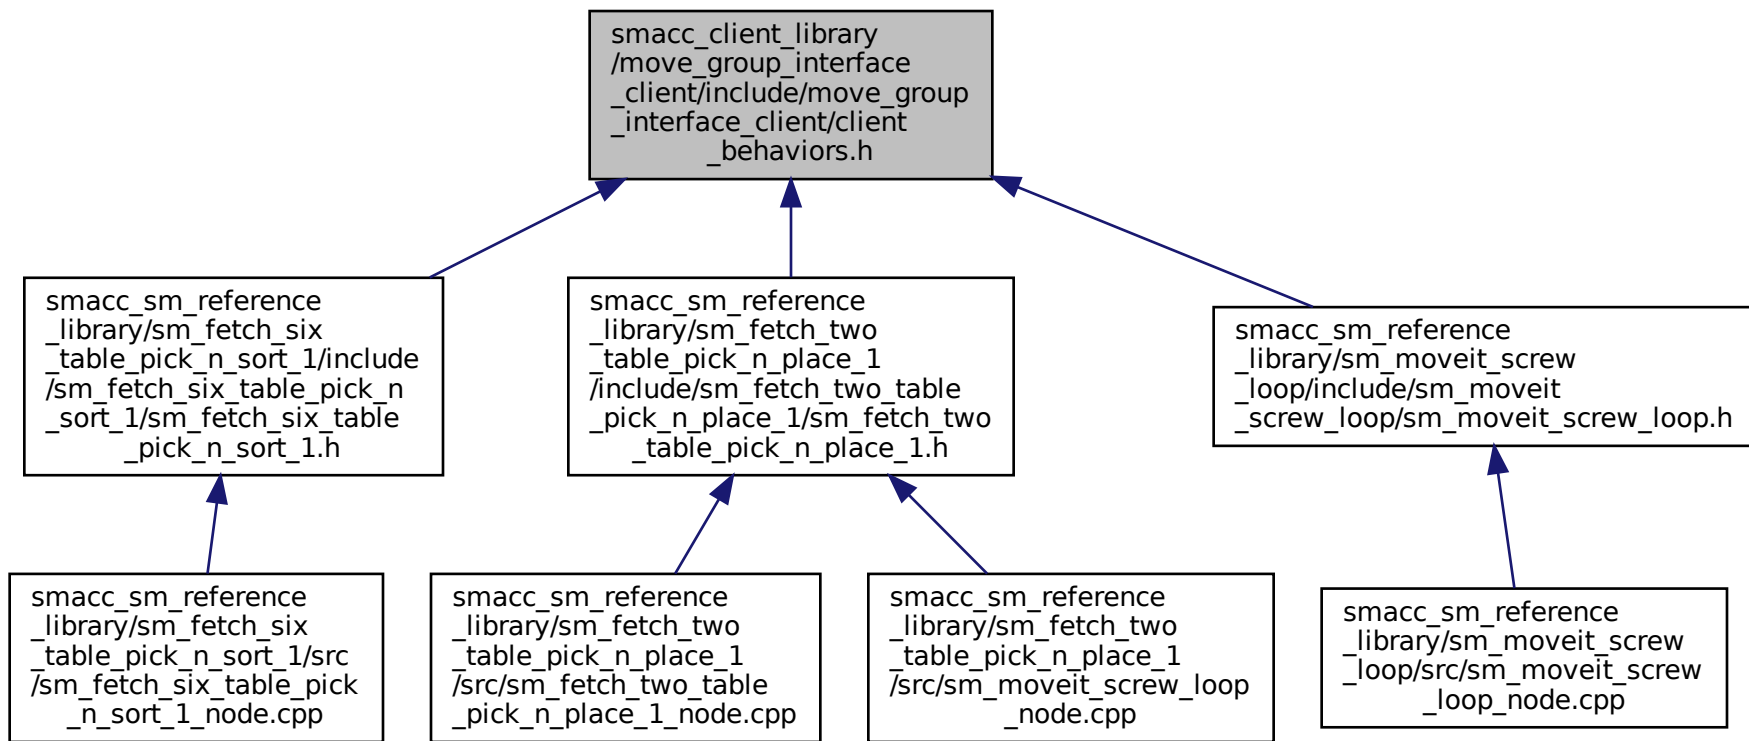 smacc_client_library
/move_group_interface
_client/include/move_group
_interface_client/client
_behaviors.h
smacc_sm_reference
_library/sm_fetch_six
_table_pick_n_sort_1/include
/sm_fetch_six_table_pick_n
_sort_1/sm_fetch_six_table
_pick_n_sort_1.h
smacc_sm_reference
_library/sm_fetch_two
_table_pick_n_place_1
/include/sm_fetch_two_table
_pick_n_place_1/sm_fetch_two
_table_pick_n_place_1.h
smacc_sm_reference
_library/sm_moveit_screw
_loop/include/sm_moveit
_screw_loop/sm_moveit_screw_loop.h
smacc_sm_reference
_library/sm_fetch_six
_table_pick_n_sort_1/src
/sm_fetch_six_table_pick
_n_sort_1_node.cpp
smacc_sm_reference
_library/sm_fetch_two
_table_pick_n_place_1
/src/sm_fetch_two_table
_pick_n_place_1_node.cpp
smacc_sm_reference
_library/sm_fetch_two
_table_pick_n_place_1
/src/sm_moveit_screw_loop
_node.cpp
smacc_sm_reference
_library/sm_moveit_screw
_loop/src/sm_moveit_screw
_loop_node.cpp